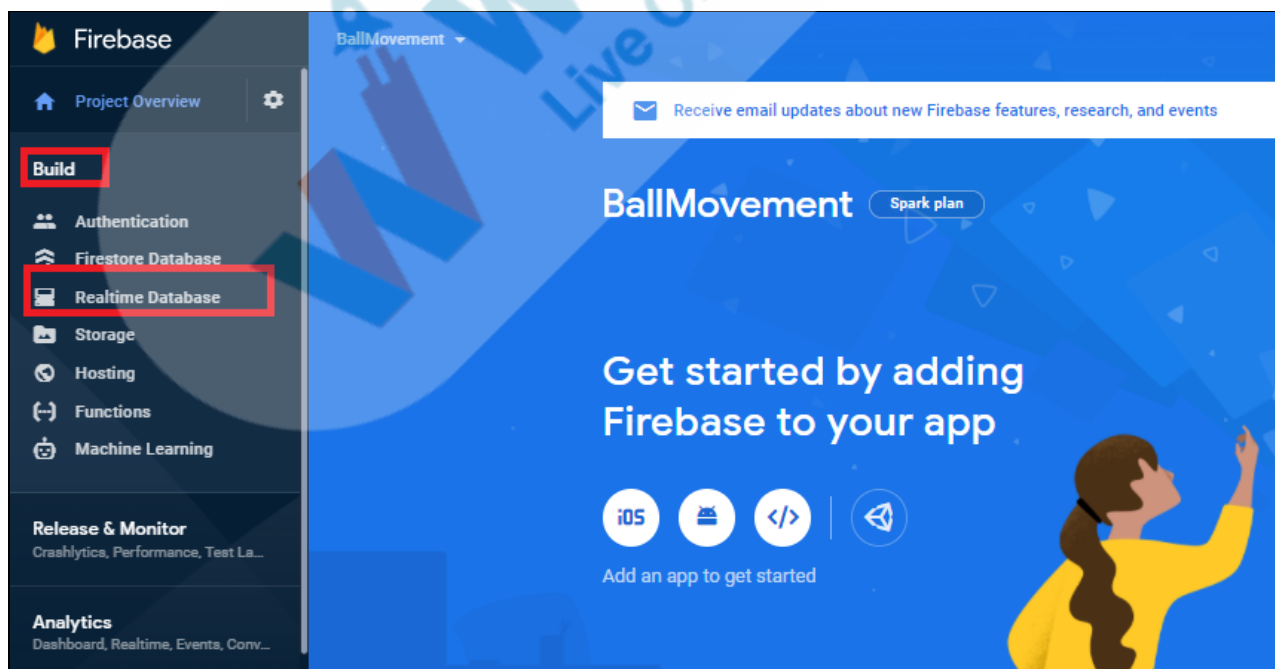 Firebase
Project Overview
Build
Authentication
Firestore Database
Realtime Database
Storage
Hosting
Functions
Machine Learning
Release & Monitor
Crashlytics, Performance, Test La...
Analytics
Dashboard, Realtime, Events, Conv...
BallMovement
Live
Receive email updates about new Firebase features, research, and events
BallMovement
Spark plan
Get started by adding
Firebase to your app
iOS
</>
Add an app to get started